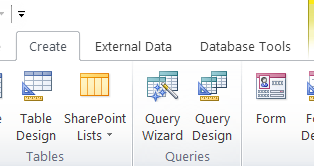 Create External Data Database Tools
Table Design SharePoint Lists Query Wizard Query Design Form
Tables Queries